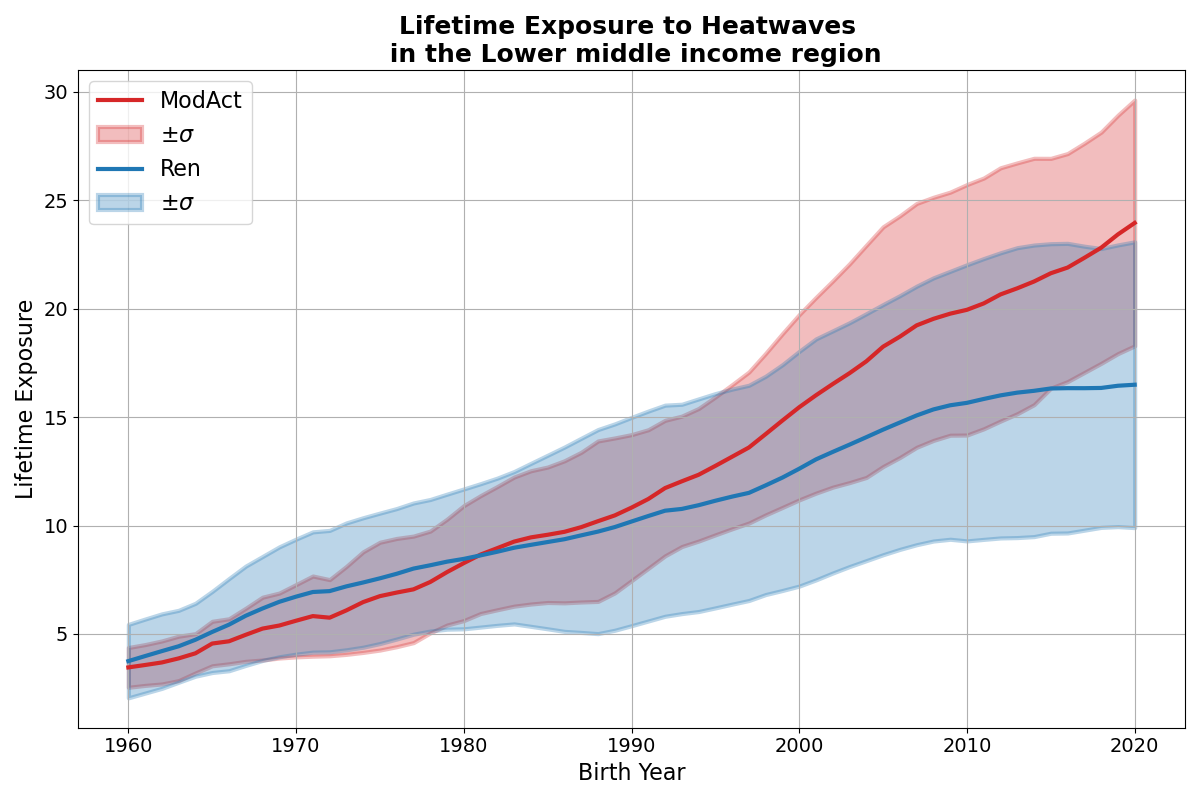 Lifetime Exposure to Heatwaves
in the Lower middle income region
ModAct
±σ
Ren
±σ
Lifetime Exposure
30
25
20
15
10
5
1960 1970 1980 1990 2000 2010 2020
Birth Year